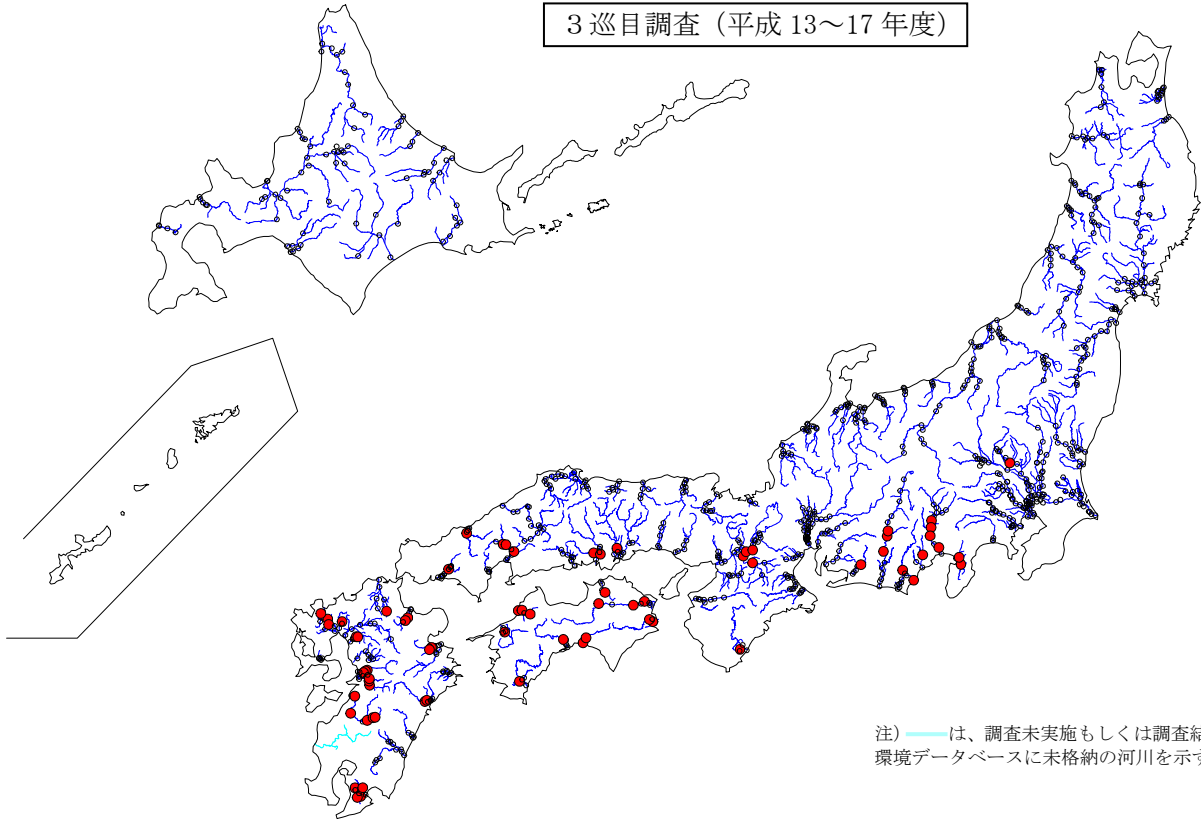 3巡目調査（平成 13～17 年度）
注） は、調査未実施もしくは調査結
環境データベースに未格納の河川を示す